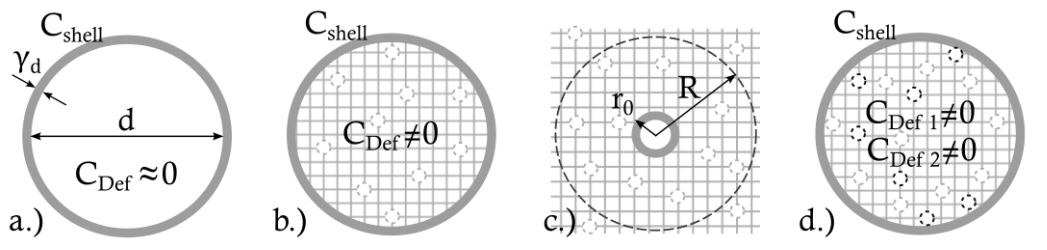 C_shell
γ_d
d
C_Def ≈0
a.)
C_shell
C_Def ≠0
b.)
r_0
R
c.)
C_shell
C_Def 1 ≠0
C_Def 2 ≠0
d.)